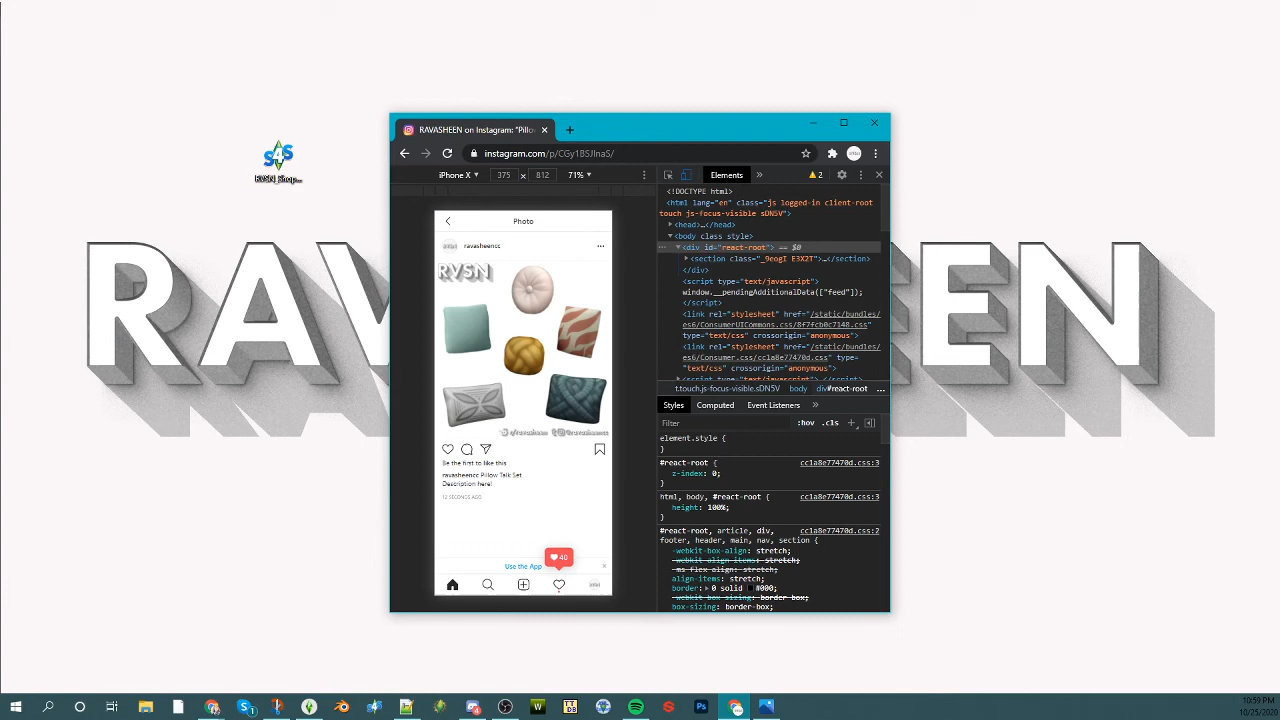 RAVASHEEN on Instagram: "Pillo
instagram.com/p/CGy18SJlnaS/
iPhone X
375
x
812
71%
Elements
2
Photo
ravasheencc
RVSN
Be the first to like this
ravasheencc Pillow Talk Set
Description here!
12 SECONDS AGO
40
Use the App
<!DOCTYPE html>
<html lang="en" class="js logged-in client-root
touch js-focus-visible sDN5V">
<head>…</head>
<body class style>
<div id="react-root"> == $0
<section class="_9eogI E3X2T">…</section>
</div>
<script type="text/javascript">
window.__pendingAdditionalData(["feed"]);
</script>
<link rel="stylesheet" href="/static/bundles/
es6/ConsumerUICommons.css/8f7fcb0c7148.css"
type="text/css" crossorigin="anonymous">
<link rel="stylesheet" href="/static/bundles/
es6/Consumer.css/cc1a8e77470d.css" type=
"text/css" crossorigin="anonymous">
t.touch.js-focus-visible.sDN5V
body
div#react-root
...
Styles
Computed
Event Listeners
Filter
:hov
.cls
element.style {
}
#react-root {
cc1a8e77470d.css:3
z-index: 0;
}
html, body, #react-root {
cc1a8e77470d.css:3
height: 100%;
}
#react-root, article, div,
cc1a8e77470d.css:2
footer, header, main, nav, section {
-webkit-box-align: stretch;
-webkit-align-items: stretch;
-ms-flex-align: stretch;
align-items: stretch;
border: 0 solid #000;
-webkit-box-sizing: border-box;
box-sizing: border-box;
RVSN_Shop...
RAV
EEN
10:59 PM